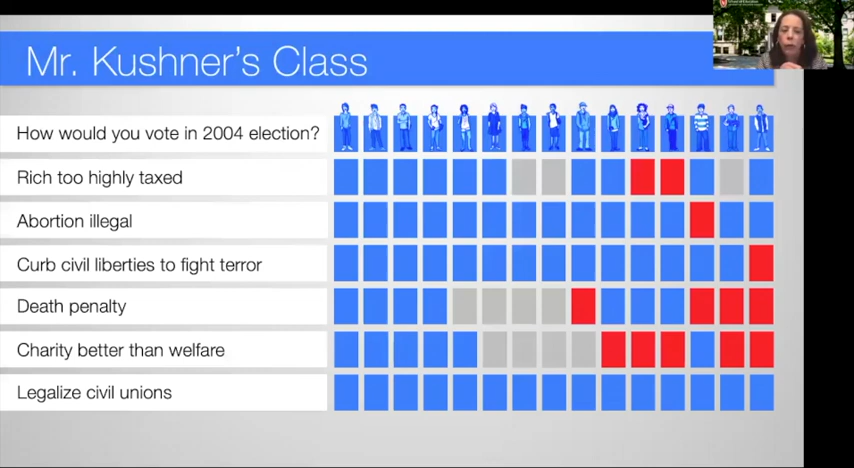 Mr. Kushner's Class
How would you vote in 2004 election?
Rich too highly taxed
Abortion illegal
Curb civil liberties to fight terror
Death penalty
Charity better than welfare
Legalize civil unions